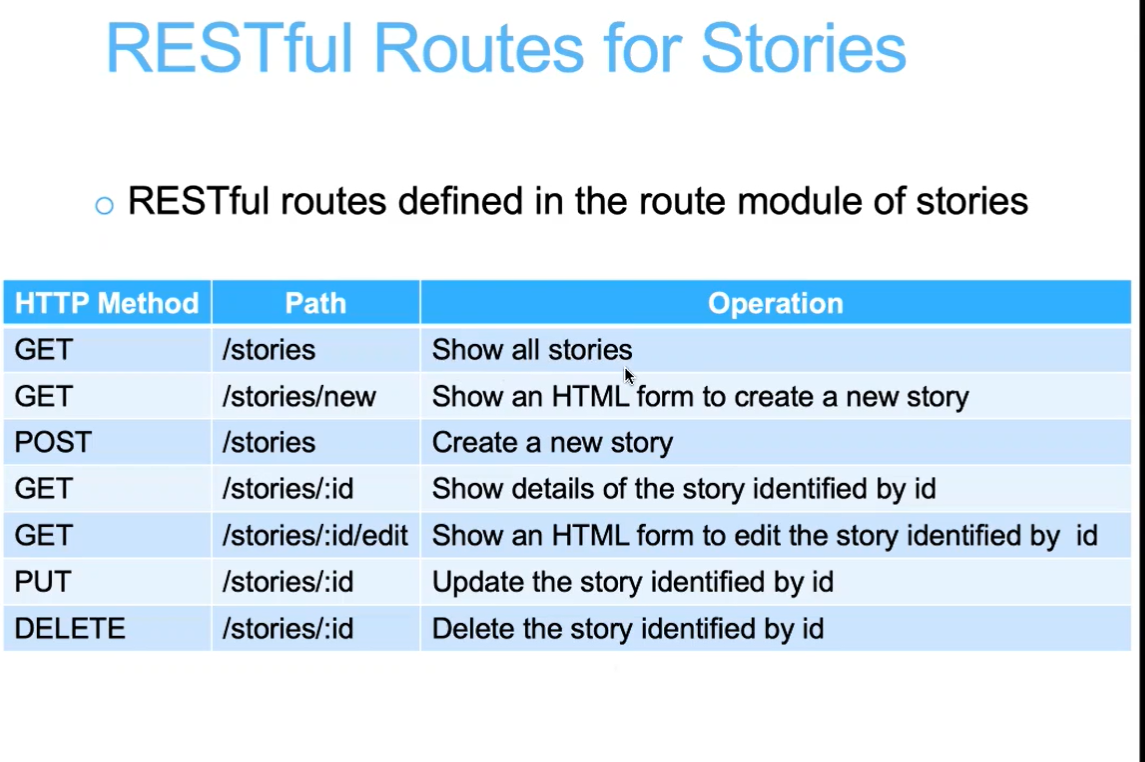 RESTful Routes for Stories
RESTful routes defined in the route module of stories
HTTP Method Path Operation
GET /stories Show all stories
GET /stories/new Show an HTML form to create a new story
POST /stories Create a new story
GET /stories/:id Show details of the story identified by id
GET /stories/:id/edit Show an HTML form to edit the story identified by id
PUT /stories/:id Update the story identified by id
DELETE /stories/:id Delete the story identified by id